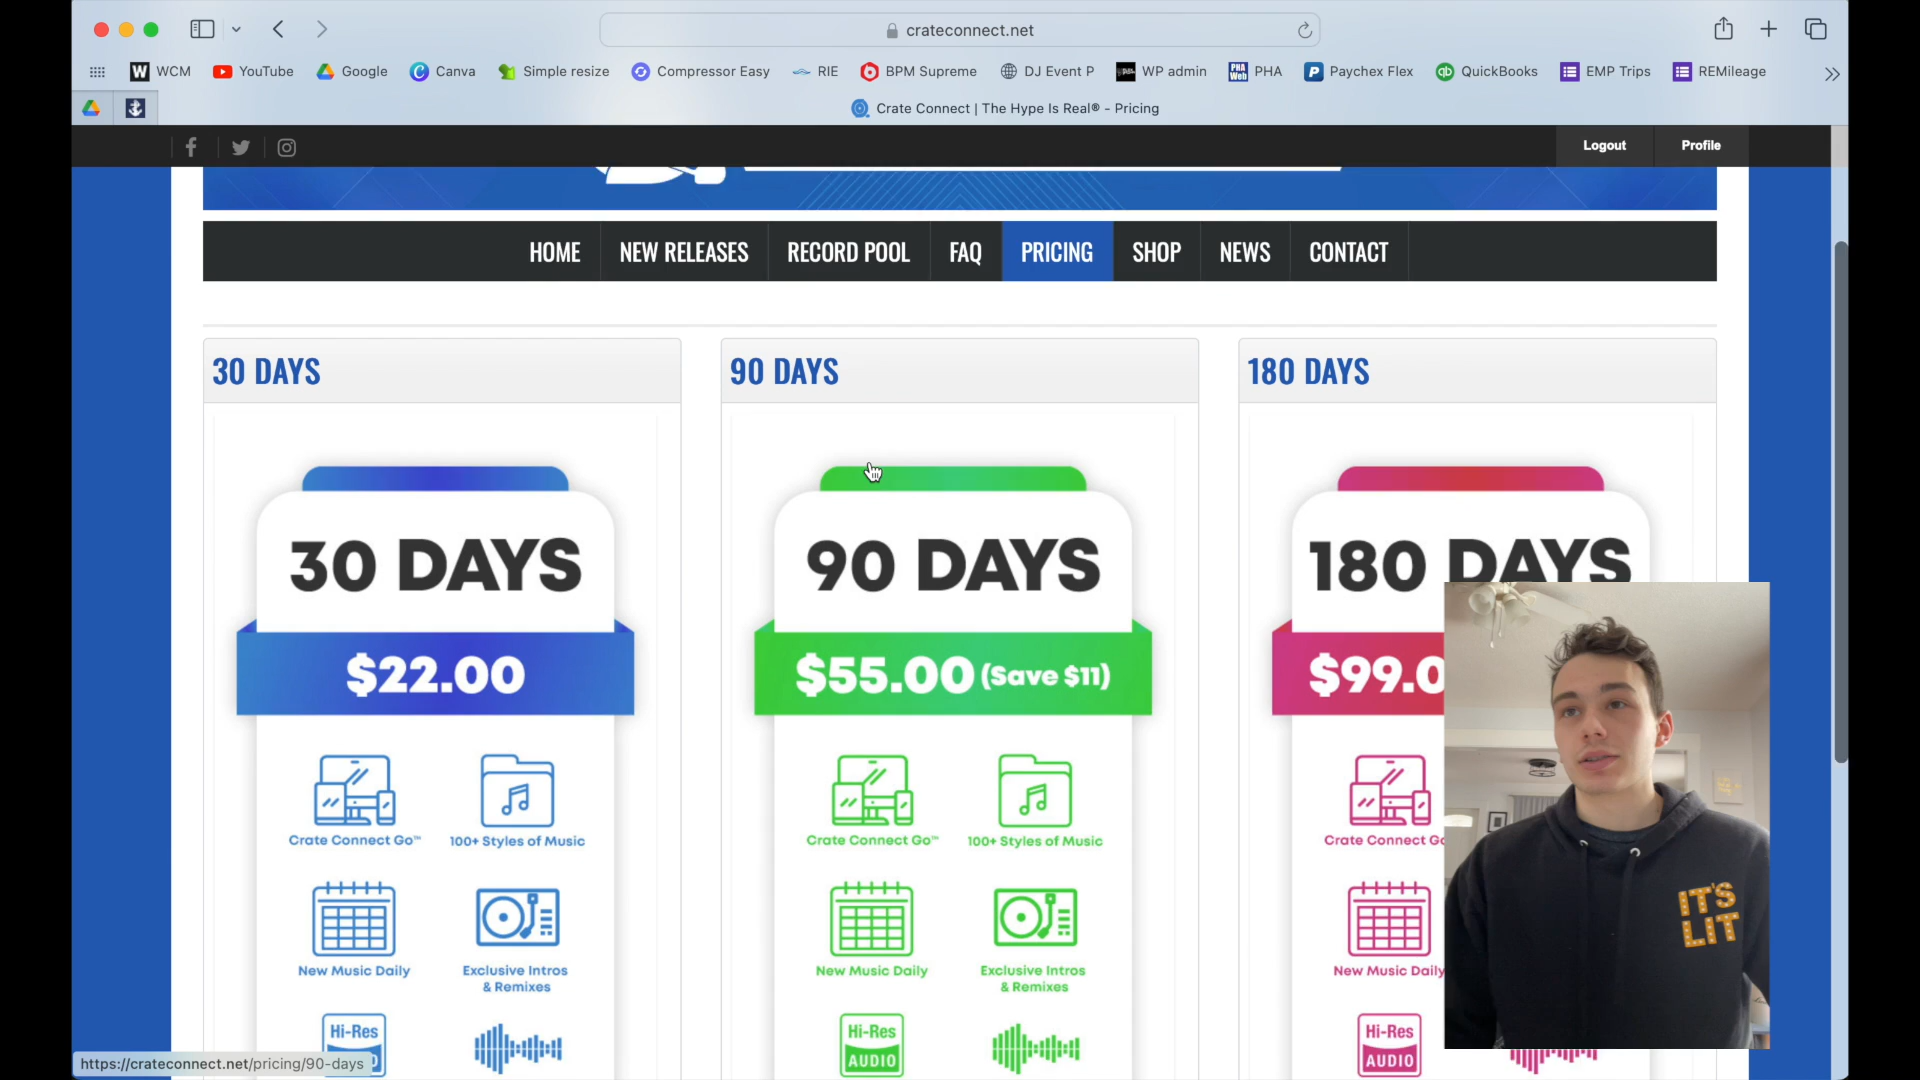 crateconnect.net
WCM YouTube Google Canva Simple resize Compressor Easy RIE BPM Supreme DJ Event P WP admin PHA Paychex Flex QuickBooks EMP Trips REMileage
Crate Connect | The Hype Is Real® - Pricing
Logout Profile
HOME NEW RELEASES RECORD POOL FAQ PRICING SHOP NEWS CONTACT
30 DAYS
90 DAYS
180 DAYS
30 DAYS
$22.00
Crate Connect Go™ 100+ Styles of Music
New Music Daily Exclusive Intros
& Remixes
Hi-Res
90 DAYS
$55.00 (Save $11)
Crate Connect Go™ 100+ Styles of Music
New Music Daily Exclusive Intros
& Remixes
Hi-Res
AUDIO
180 DAYS
$99.0
Crate Connect Go
New Music Daily
Hi-Res
AUDIO
IT'S
LIT
https://crateconnect.net/pricing/90-days